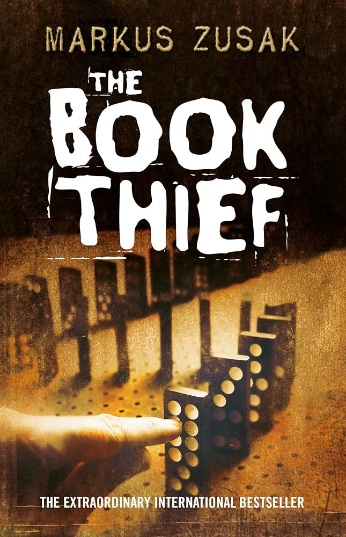 MARKUS ZUSAK
THE
BOOK
THIEF
THE EXTRAORDINARY INTERNATIONAL BESTSELLER